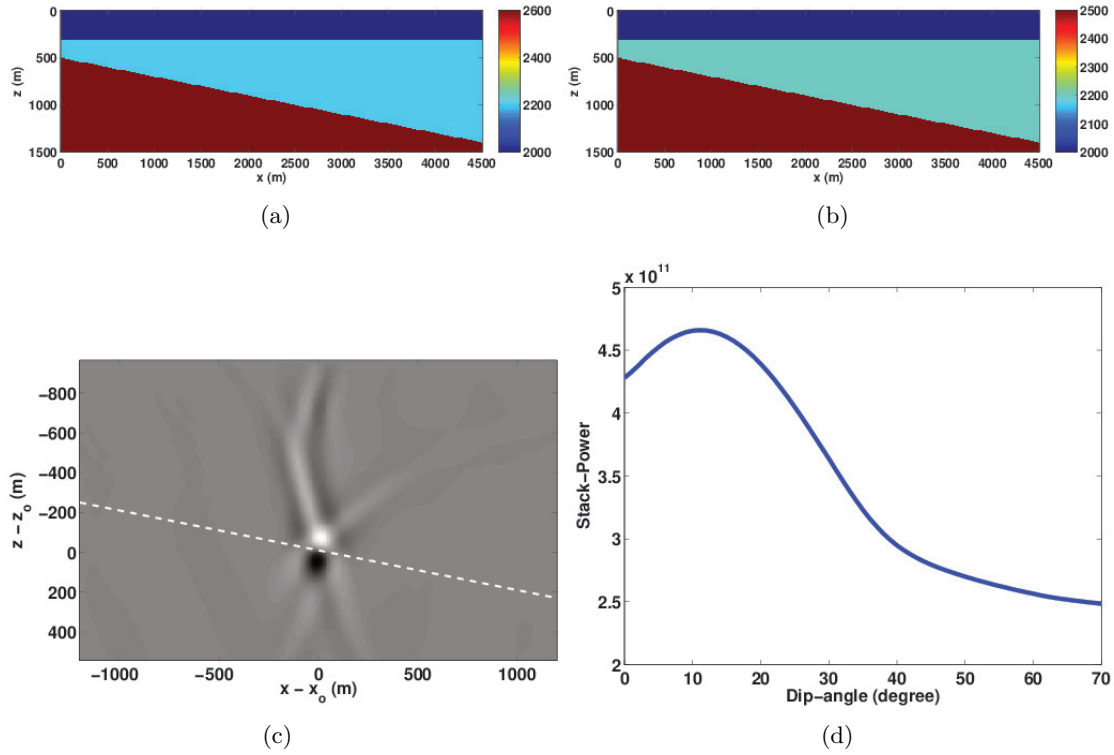 0
500
1000
1500
z (m)
0 500 1000 1500 2000 2500 3000 3500 4000 4500
x (m)
2600
2400
2200
2000
(a)
0
500
1000
1500
z (m)
0 500 1000 1500 2000 2500 3000 3500 4000 4500
x (m)
2500
2400
2300
2200
2100
2000
(b)
−800
−600
−400
−200
0
200
400
z − z_o (m)
−1000 −500 0 500 1000
x − x_o (m)
(c)
x 10^11
5
4.5
4
3.5
3
2.5
2
Stack−Power
0 10 20 30 40 50 60 70
Dip−angle (degree)
(d)